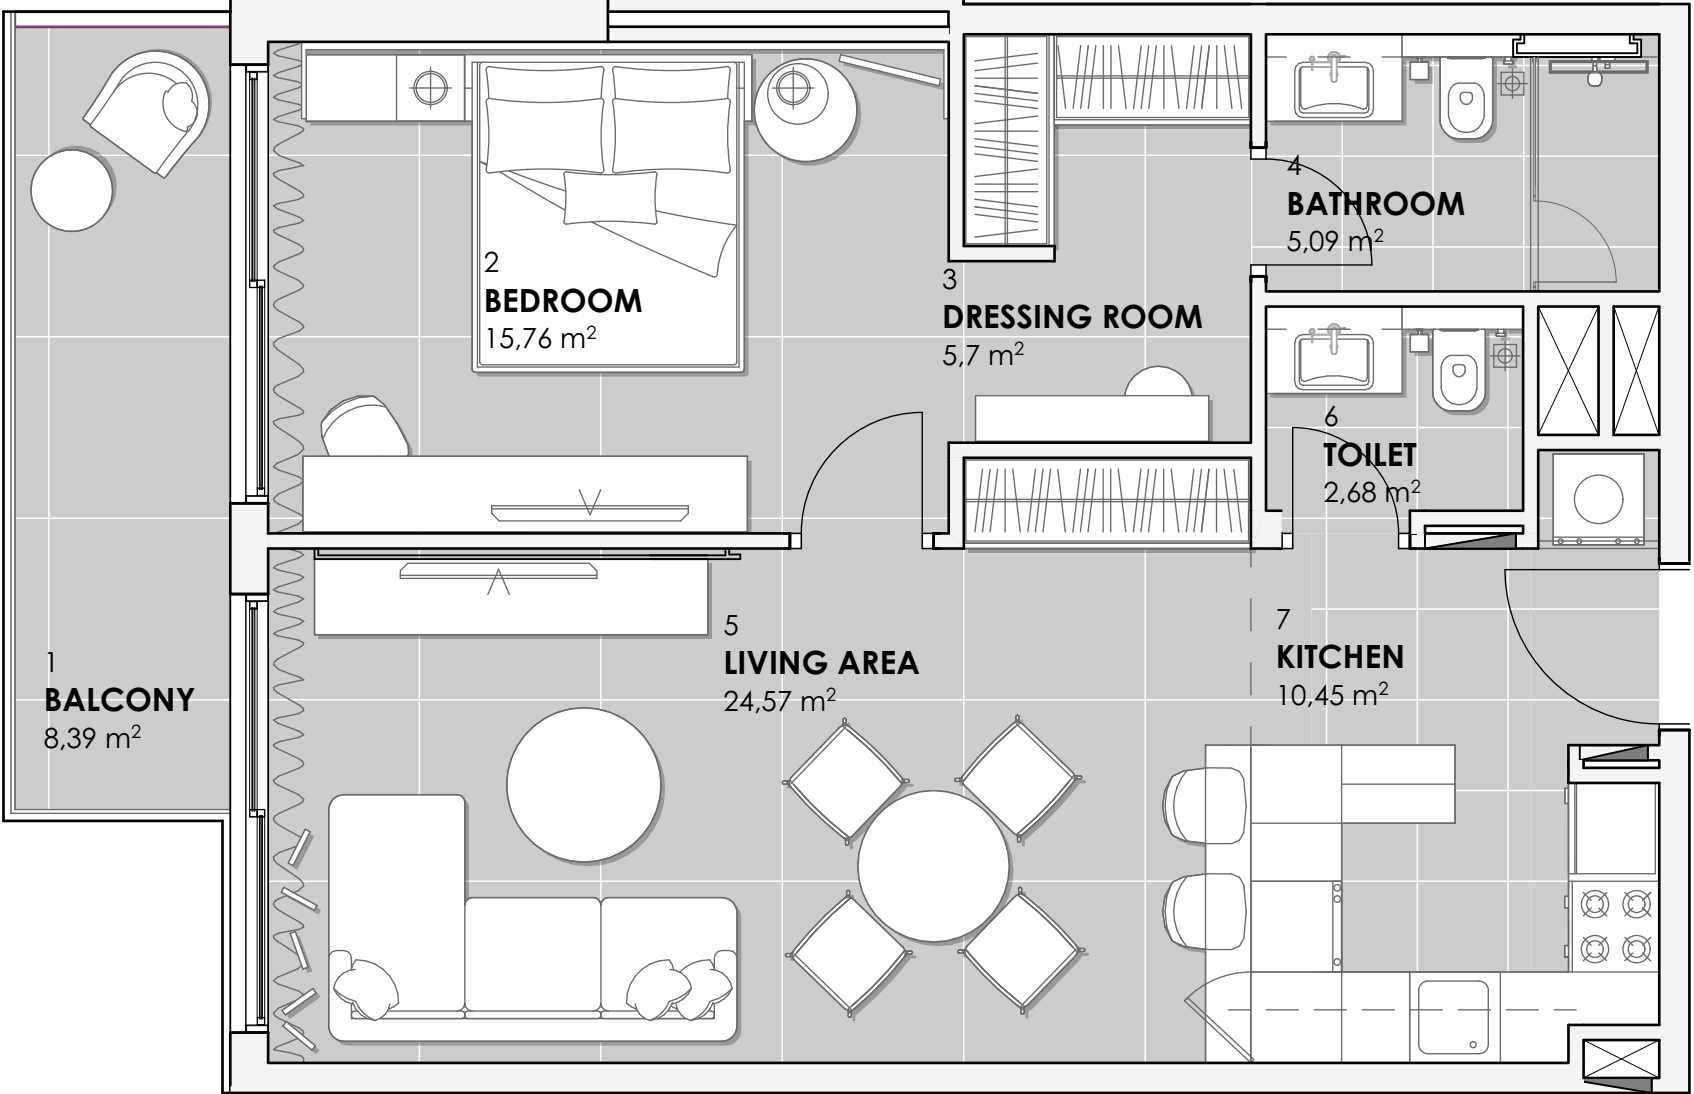 1
BALCONY
8,39 m²
2
BEDROOM
15,76 m²
3
DRESSING ROOM
5,7 m²
4
BATHROOM
5,09 m²
5
LIVING AREA
24,57 m²
6
TOILET
2,68 m²
7
KITCHEN
10,45 m²